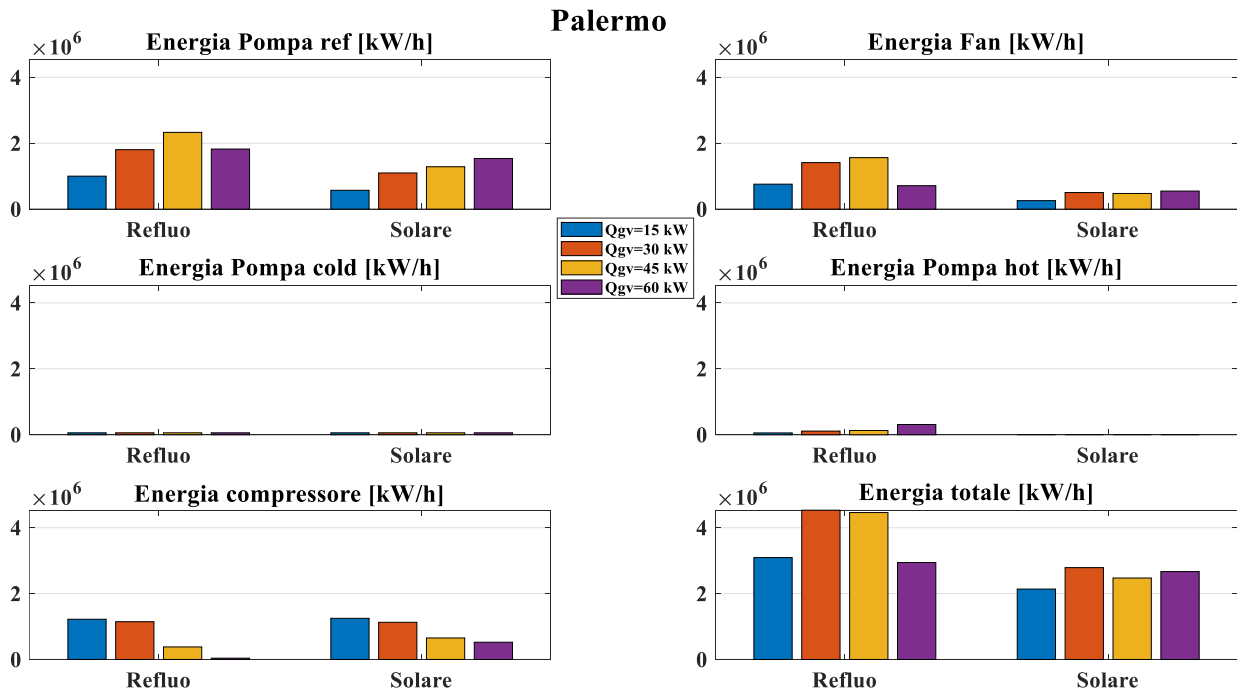 Palermo
Energia Pompa ref [kW/h]
×10^6
4
2
0
Refluo
Solare
Energia Fan [kW/h]
×10^6
4
2
0
Refluo
Solare
Qgv=15 kW
Qgv=30 kW
Qgv=45 kW
Qgv=60 kW
Energia Pompa cold [kW/h]
×10^6
4
2
0
Refluo
Solare
Energia Pompa hot [kW/h]
×10^6
4
2
0
Refluo
Solare
Energia compressore [kW/h]
×10^6
4
2
0
Refluo
Solare
Energia totale [kW/h]
×10^6
4
2
0
Refluo
Solare